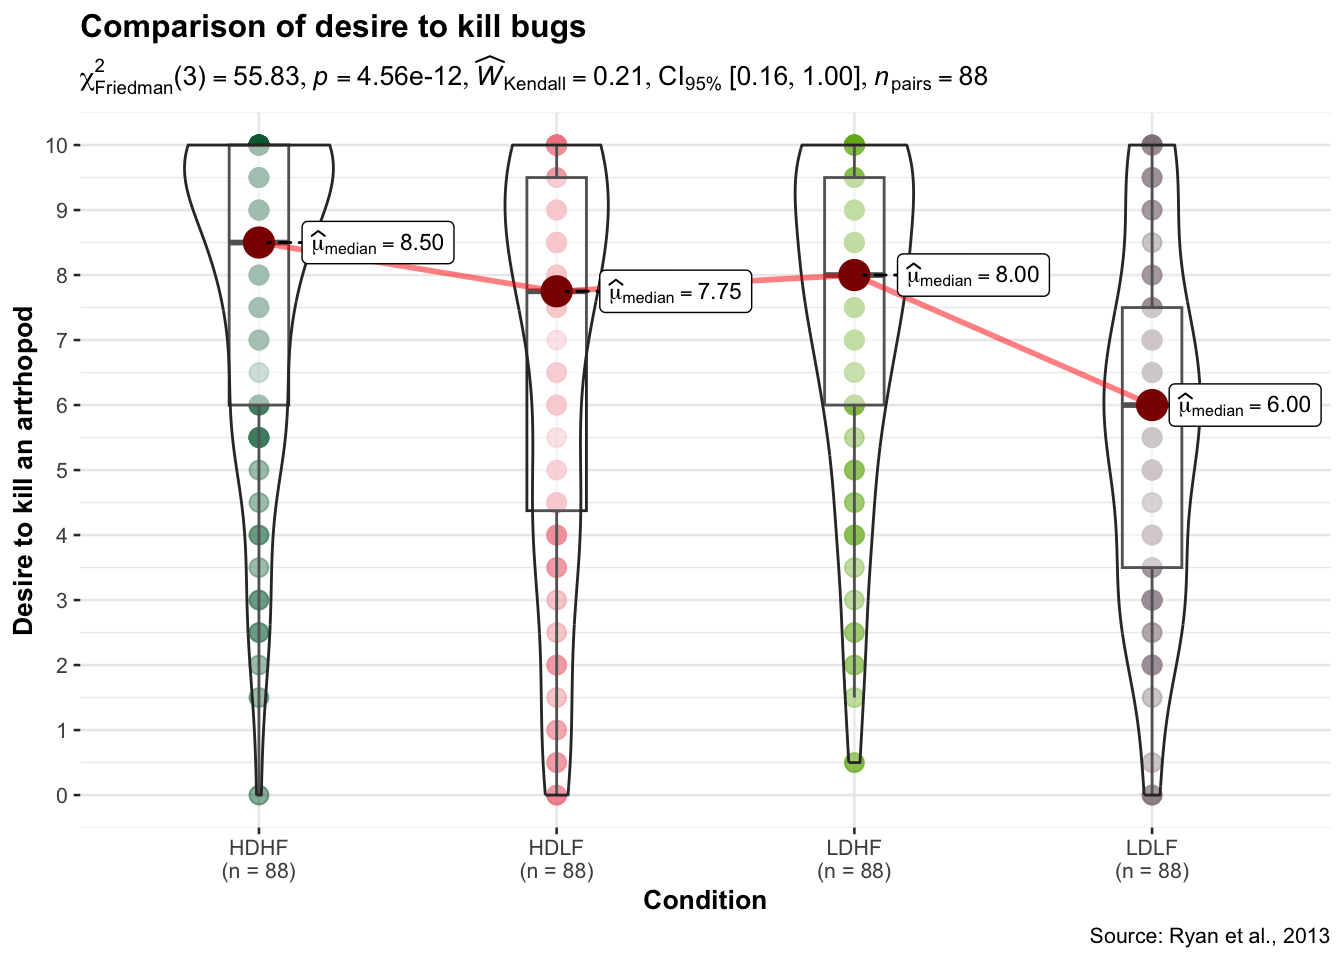 Comparison of desire to kill bugs
χ²Friedman(3) = 55.83, p = 4.56e-12, ŴKendall = 0.21, CI95% [0.16, 1.00], npairs = 88
Desire to kill an artrhopod
10
9
8
7
6
5
4
3
2
1
0
μ̂median = 8.50
μ̂median = 7.75
μ̂median = 8.00
μ̂median = 6.00
HDHF
(n = 88)
HDLF
(n = 88)
LDHF
(n = 88)
LDLF
(n = 88)
Condition
Source: Ryan et al., 2013